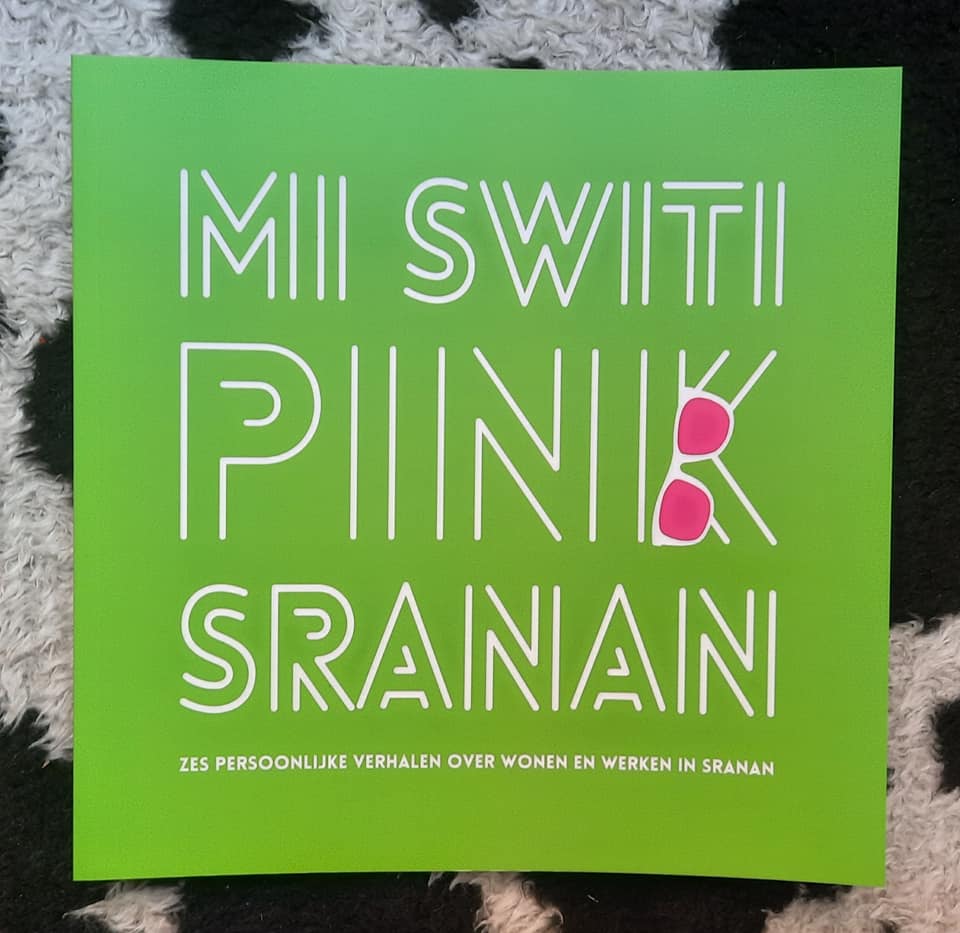 MI SWITI
PINK
SRANAN
ZES PERSOONLIJKE VERHALEN OVER WONEN EN WERKEN IN SRANAN